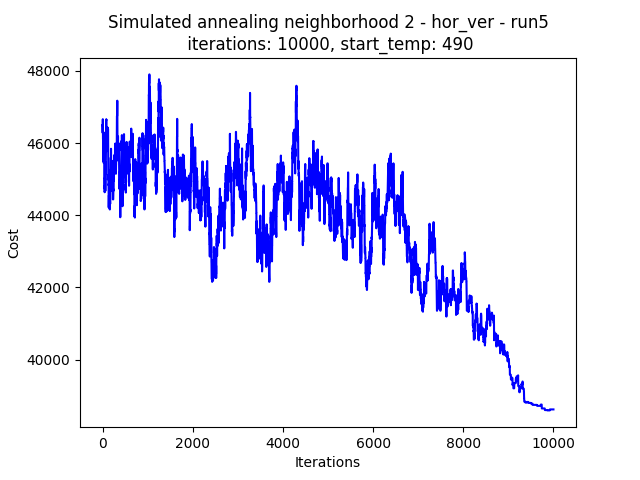 Simulated annealing neighborhood 2 - hor_ver - run5
iterations: 10000, start_temp: 490
48000
46000
44000
42000
40000
Cost
0 2000 4000 6000 8000 10000
Iterations